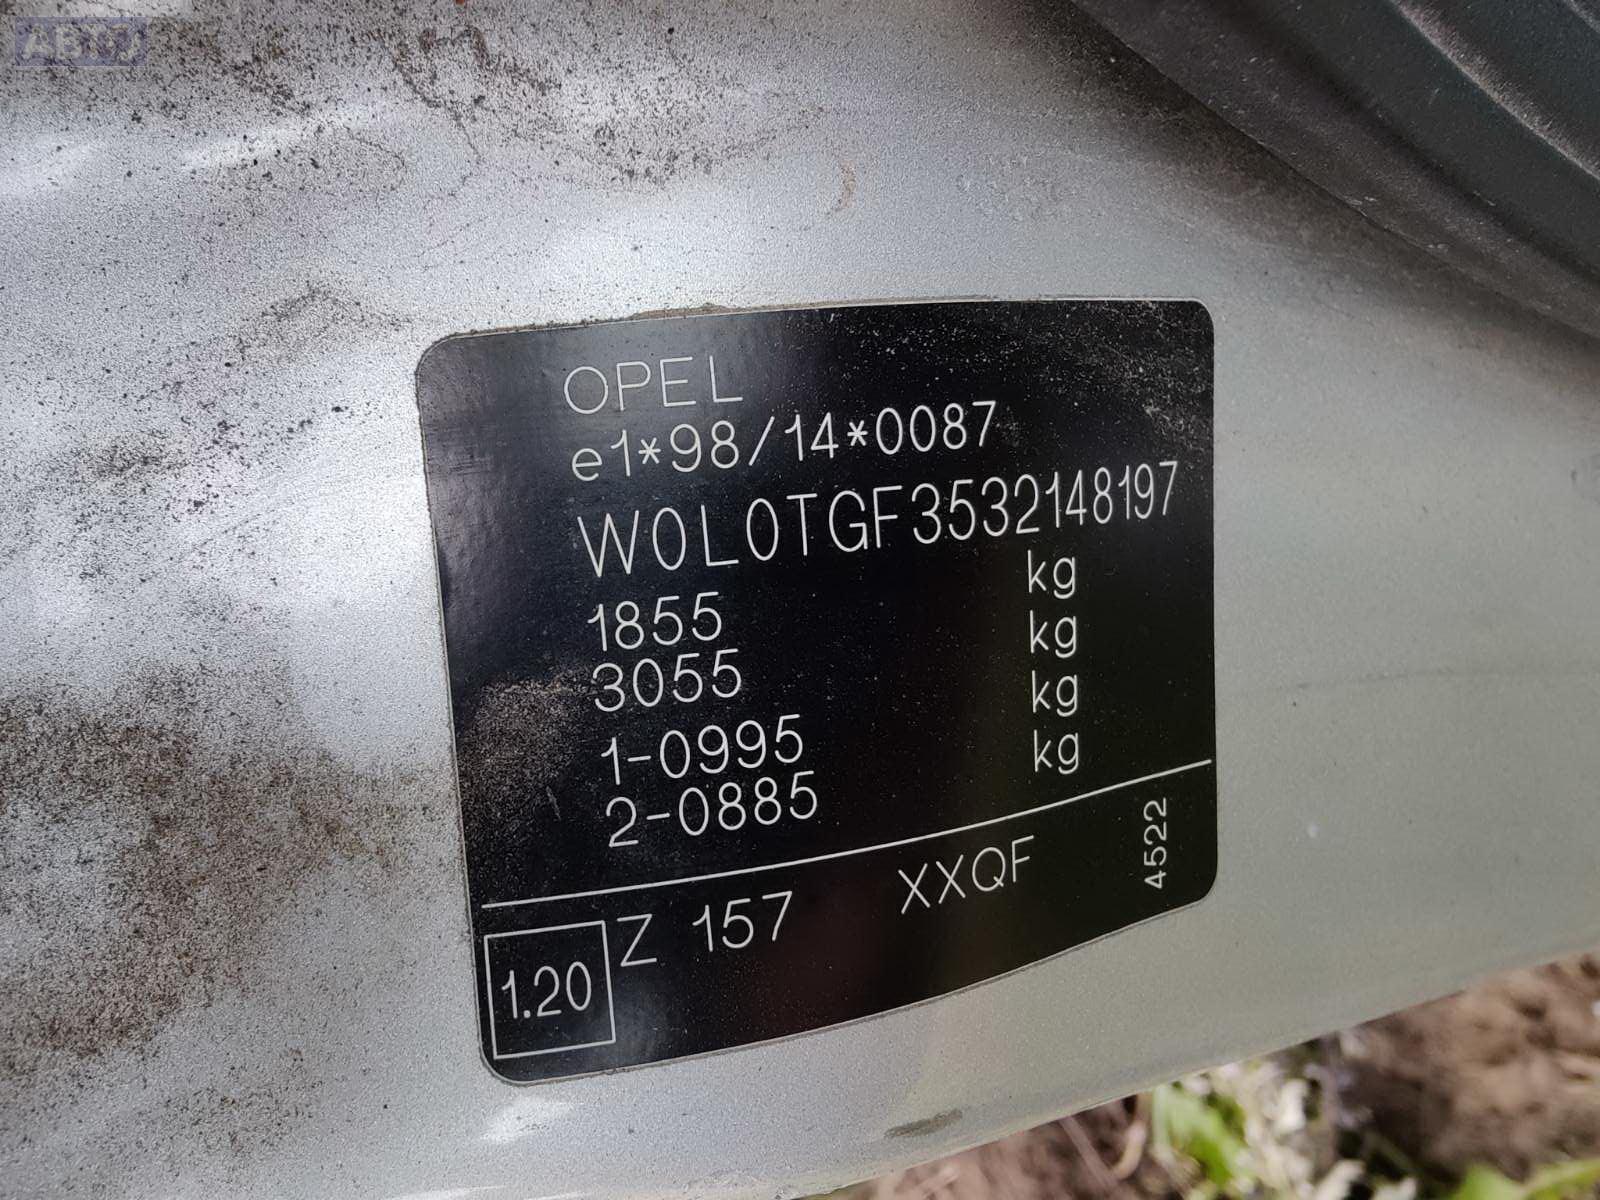 OPEL
e1*98/14*0087
W0L0TGF3532148197
1855 kg
3055 kg
1-0995 kg
2-0885 kg
1.20 Z 157 XXQF 4522